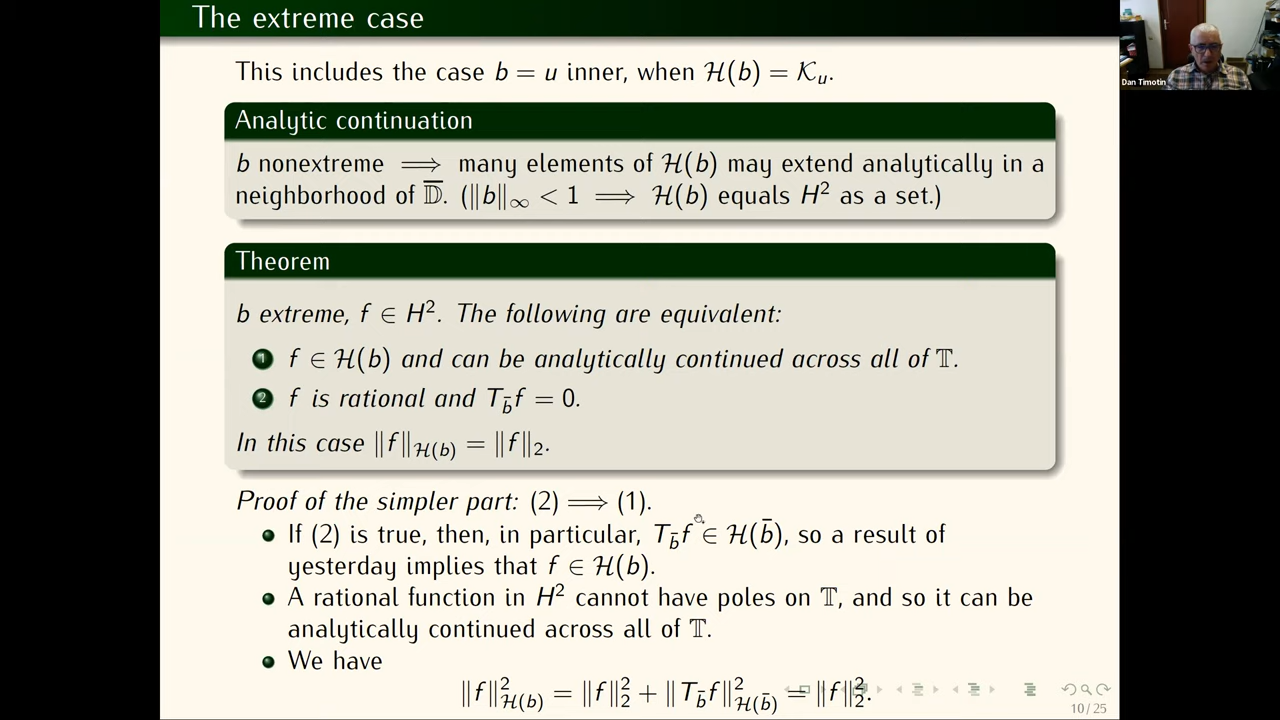 The extreme case
Dan Timotin
This includes the case b = u inner, when ℋ(b) = 𝒦ᵤ.
Analytic continuation
b nonextreme ⟹ many elements of ℋ(b) may extend analytically in a
neighborhood of 𝔻̅. (‖b‖∞ < 1 ⟹ ℋ(b) equals H² as a set.)
Theorem
b extreme, f ∈ H². The following are equivalent:
1 f ∈ ℋ(b) and can be analytically continued across all of 𝕋.
2 f is rational and T_b̄ f = 0.
In this case ‖f‖_ℋ(b) = ‖f‖₂.
Proof of the simpler part: (2) ⟹ (1).
If (2) is true, then, in particular, T_b̄ f ∈ ℋ(b̄), so a result of
yesterday implies that f ∈ ℋ(b).
A rational function in H² cannot have poles on 𝕋, and so it can be
analytically continued across all of 𝕋.
We have
‖f‖²_ℋ(b) = ‖f‖²₂ + ‖T_b̄ f‖²_ℋ(b̄) = ‖f‖²₂.
10 / 25